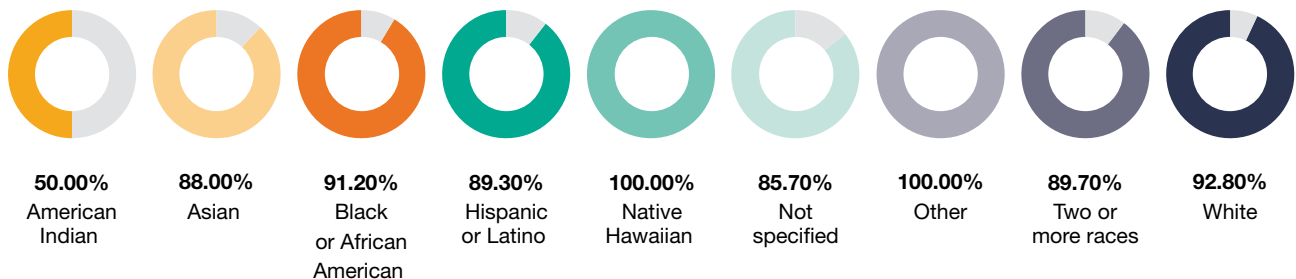 50.00%
American
Indian
88.00%
Asian
91.20%
Black
or African
American
89.30%
Hispanic
or Latino
100.00%
Native
Hawaiian
85.70%
Not
specified
100.00%
Other
89.70%
Two or
more races
92.80%
White